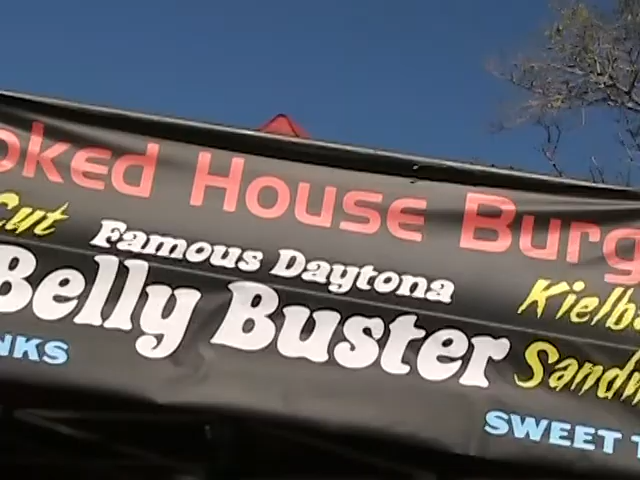 oked House Burg
Cut Famous Daytona Kielba
Belly Buster Sandw
NKS SWEET T